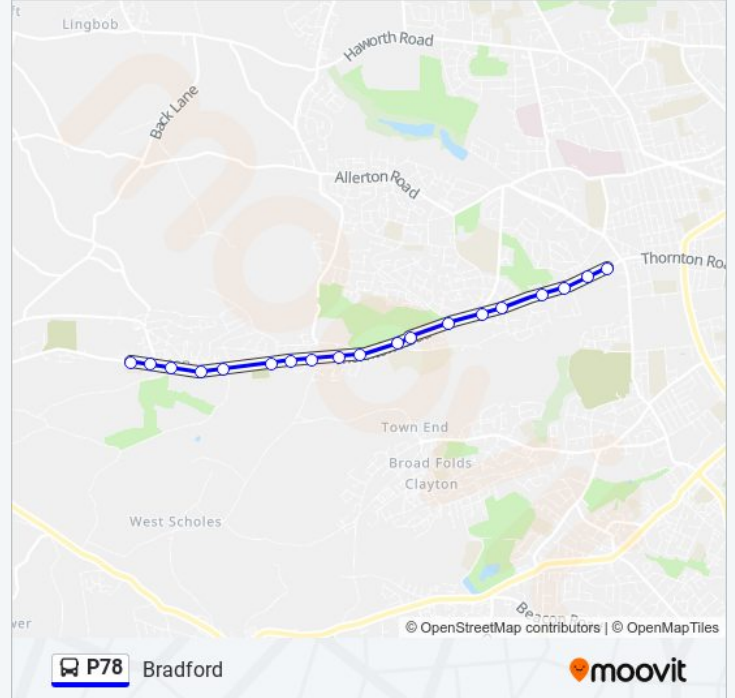 Lingbob
Haworth Road
Back Lane
Allerton Road
Thornton Ro
Town End
Broad Folds
Clayton
West Scholes
ver
© OpenStreetMap contributors | © OpenMapTiles
P78 Bradford
moovit